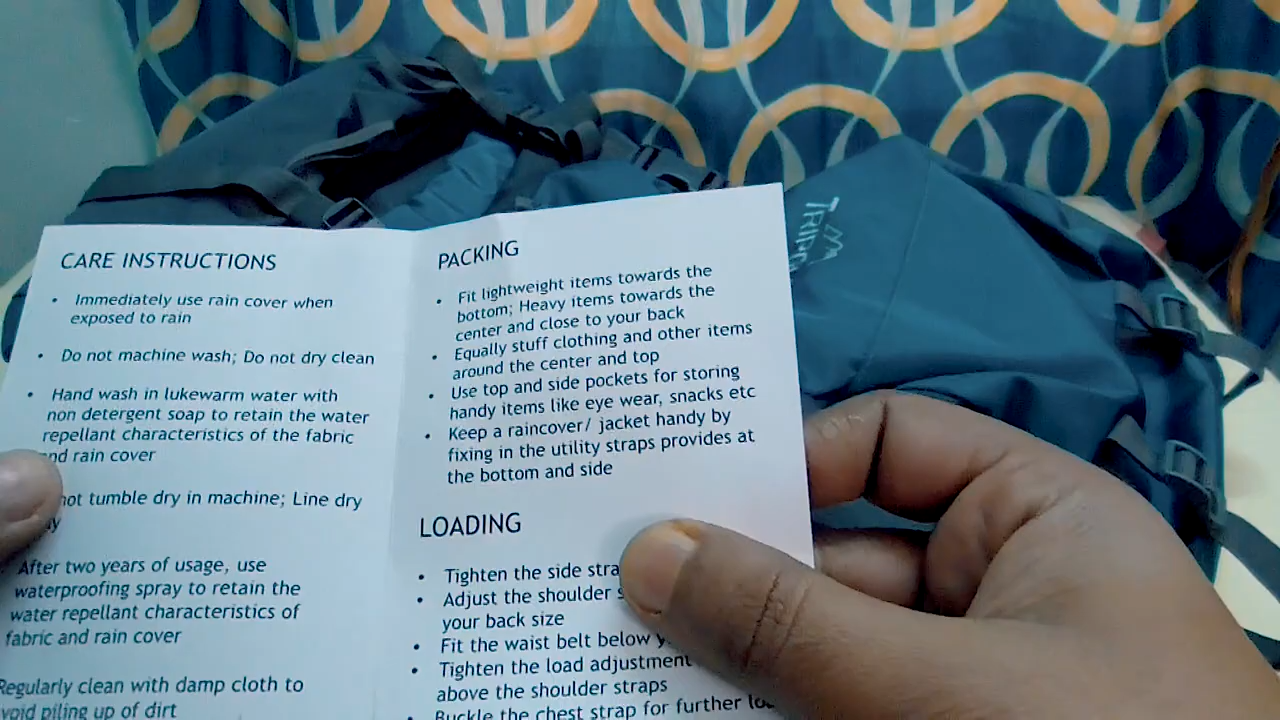 CARE INSTRUCTIONS
• Immediately use rain cover when
exposed to rain
• Do not machine wash; Do not dry clean
• Hand wash in lukewarm water with
non detergent soap to retain the water
repellant characteristics of the fabric
and rain cover
not tumble dry in machine; Line dry
After two years of usage, use
waterproofing spray to retain the
water repellant characteristics of
fabric and rain cover
Regularly clean with damp cloth to
void piling up of dirt
PACKING
• Fit lightweight items towards the
bottom; Heavy items towards the
center and close to your back
• Equally stuff clothing and other items
around the center and top
• Use top and side pockets for storing
handy items like eye wear, snacks etc
• Keep a raincover/ jacket handy by
fixing in the utility straps provides at
the bottom and side
LOADING
• Tighten the side
• Adjust the shoulder
your back size
• Fit the waist belt below
• Tighten the load adjustment
above the shoulder straps
• Buckle the chest strap for further